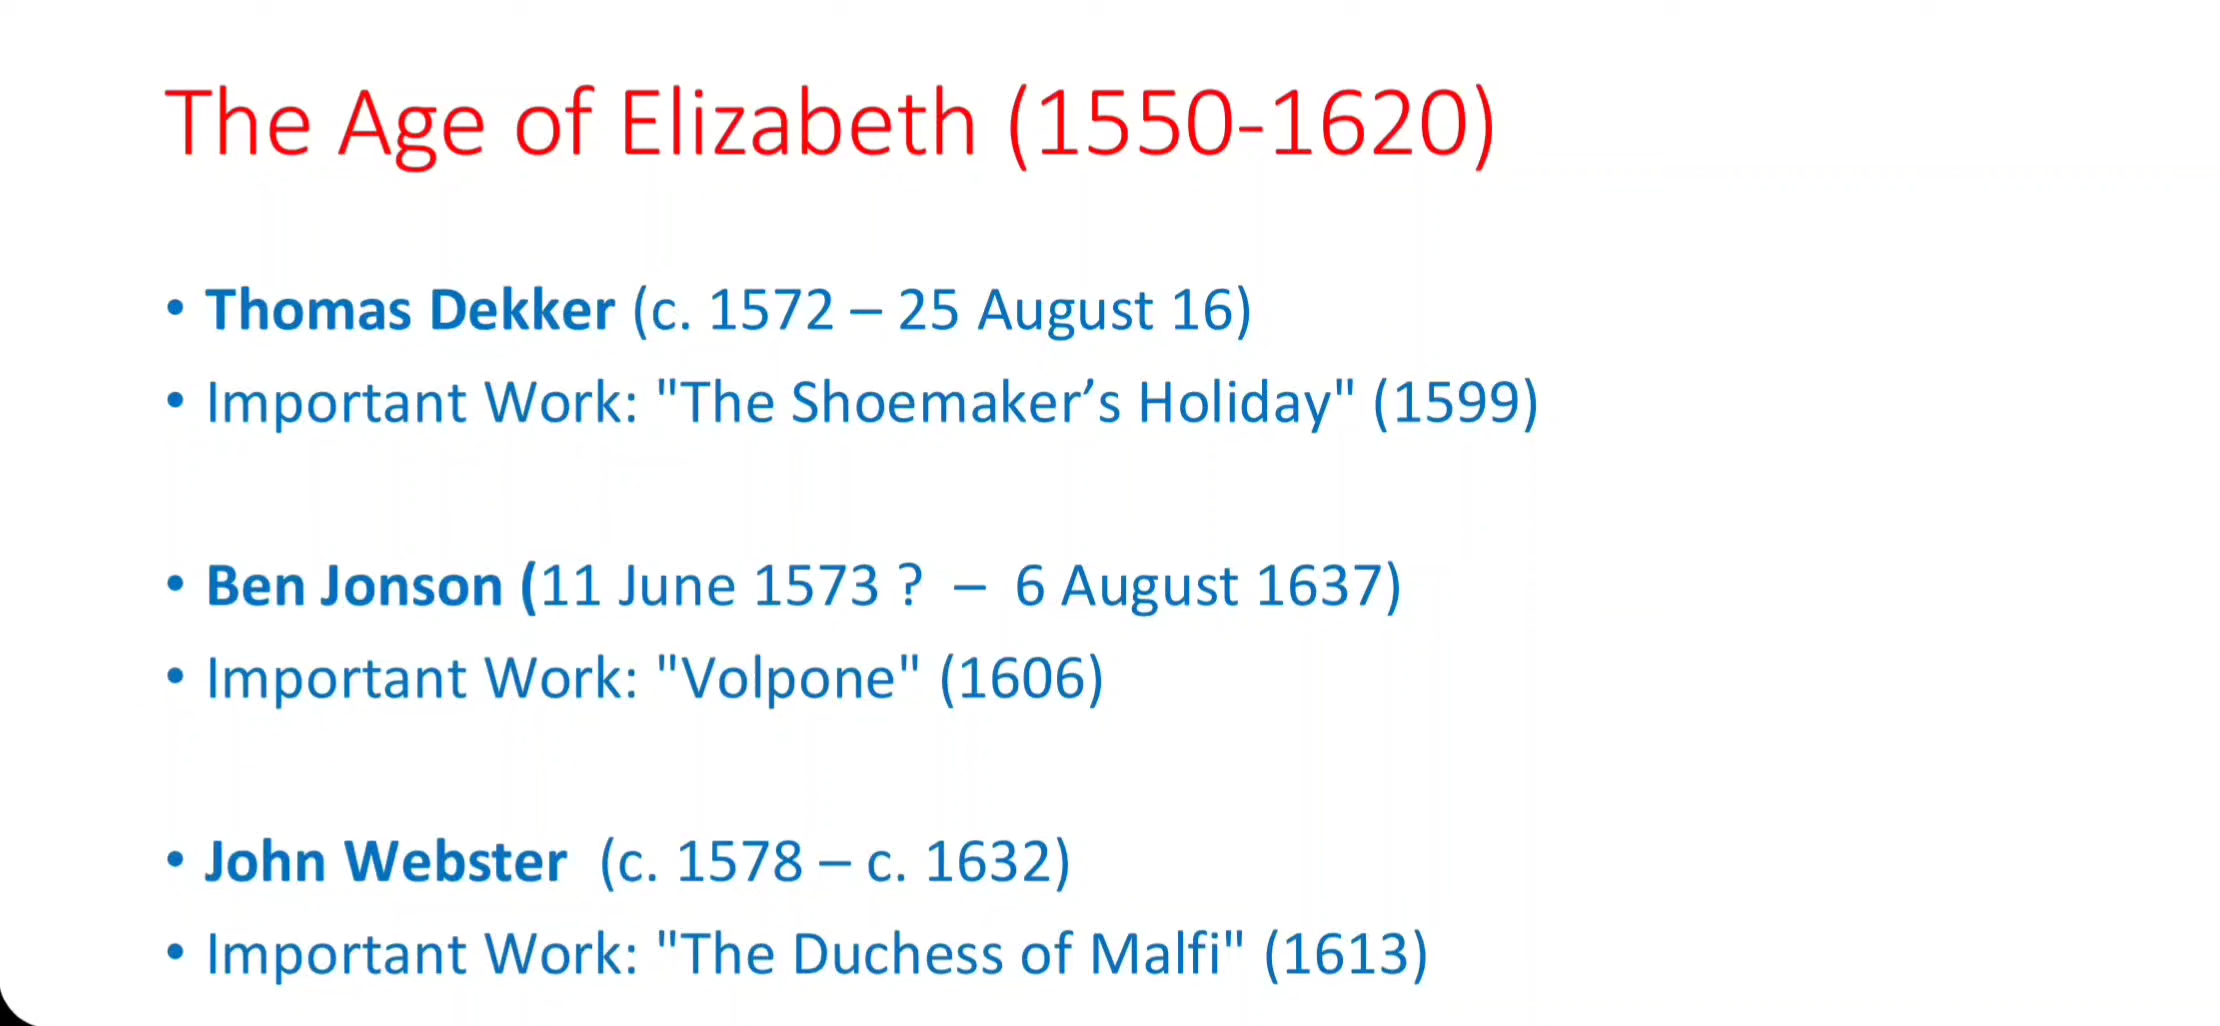 The Age of Elizabeth (1550-1620)
• Thomas Dekker (c. 1572 – 25 August 16)
• Important Work: "The Shoemaker’s Holiday" (1599)
• Ben Jonson (11 June 1573 ? – 6 August 1637)
• Important Work: "Volpone" (1606)
• John Webster (c. 1578 – c. 1632)
• Important Work: "The Duchess of Malfi" (1613)